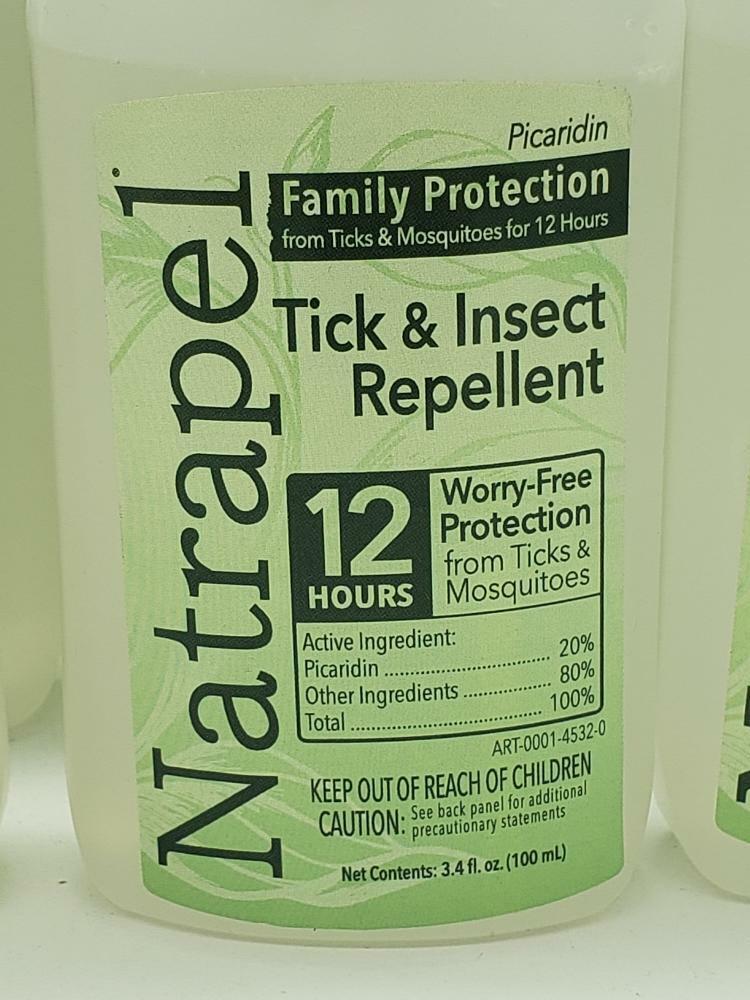 Natrapel
Picaridin
Family Protection
from Ticks & Mosquitoes for 12 Hours
Tick & Insect
Repellent
12
HOURS
Worry-Free
Protection
from Ticks &
Mosquitoes
Active Ingredient:
Picaridin ................................ 20%
Other Ingredients ................ 80%
Total .................................... 100%
ART-0001-4532-0
KEEP OUT OF REACH OF CHILDREN
CAUTION: See back panel for additional
precautionary statements
Net Contents: 3.4 fl. oz. (100 mL)